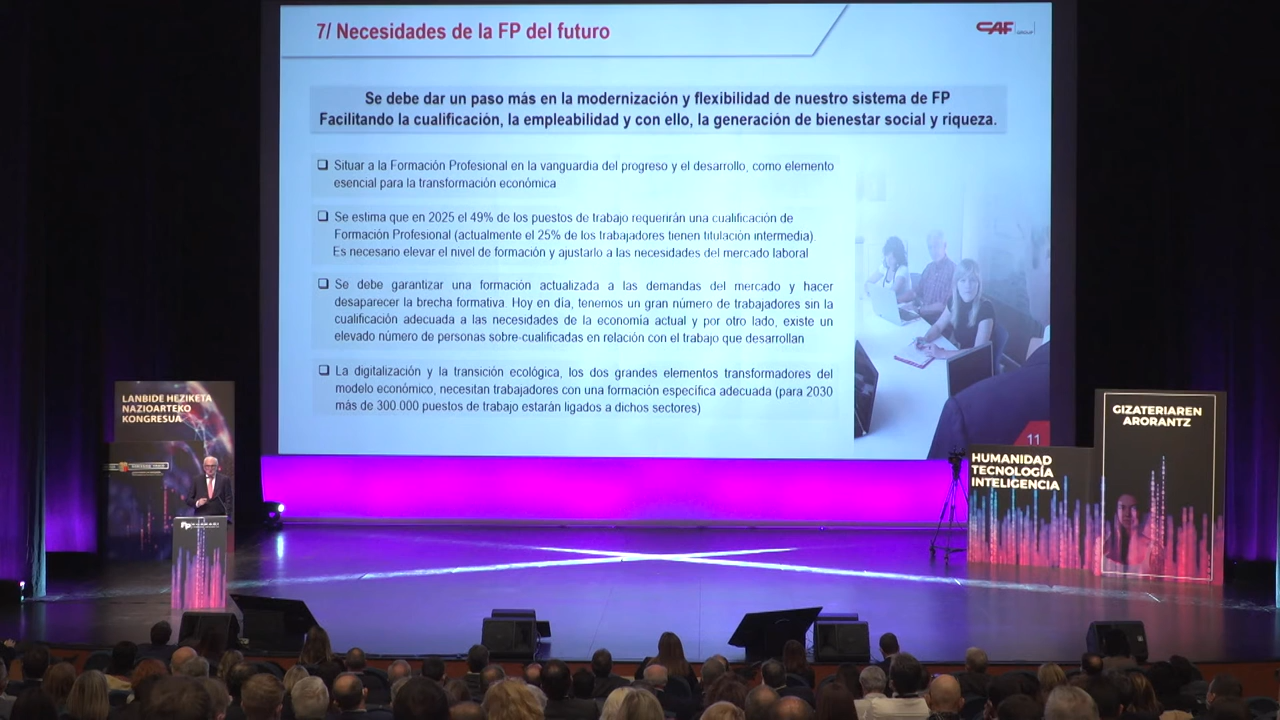 7/ Necesidades de la FP del futuro
CAF
GROUP
Se debe dar un paso más en la modernización y flexibilidad de nuestro sistema de FP
Facilitando la cualificación, la empleabilidad y con ello, la generación de bienestar social y riqueza.
Situar a la Formación Profesional en la vanguardia del progreso y el desarrollo, como elemento
esencial para la transformación económica
Se estima que en 2025 el 49% de los puestos de trabajo requerirán una cualificación de
Formación Profesional (actualmente el 25% de los trabajadores tienen titulación intermedia).
Es necesario elevar el nivel de formación y ajustarlo a las necesidades del mercado laboral
Se debe garantizar una formación actualizada a las demandas del mercado y hacer
desaparecer la brecha formativa. Hoy en día, tenemos un gran número de trabajadores sin la
cualificación adecuada a las necesidades de la economía actual y por otro lado, existe un
elevado número de personas sobre-cualificadas en relación con el trabajo que desarrollan
La digitalización y la transición ecológica, los dos grandes elementos transformadores del
modelo económico, necesitan trabajadores con una formación específica adecuada (para 2030
más de 300.000 puestos de trabajo estarán ligados a dichos sectores)
11
LANBIDE HEZIKETA
NAZIOARTEKO
KONGRESUA
HUMANIDAD
TECNOLOGÍA
INTELIGENCIA
GIZATERIAREN
ARORANTZ